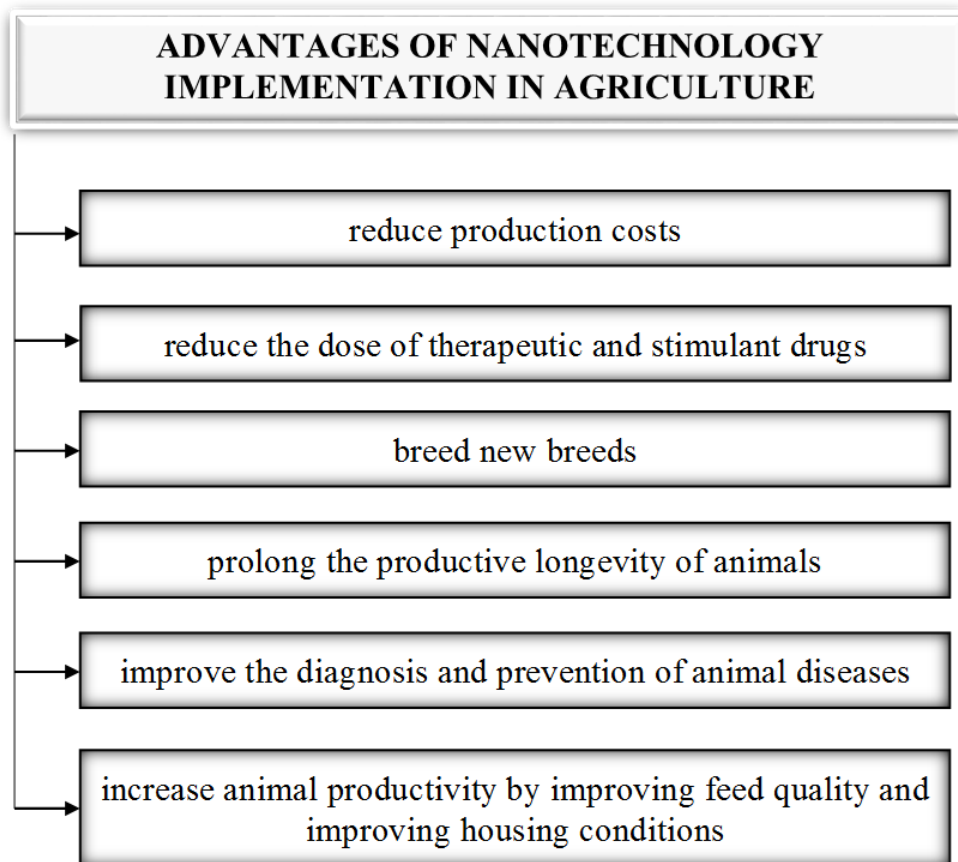 ADVANTAGES OF NANOTECHNOLOGY
IMPLEMENTATION IN AGRICULTURE
reduce production costs
reduce the dose of therapeutic and stimulant drugs
breed new breeds
prolong the productive longevity of animals
improve the diagnosis and prevention of animal diseases
increase animal productivity by improving feed quality and
improving housing conditions